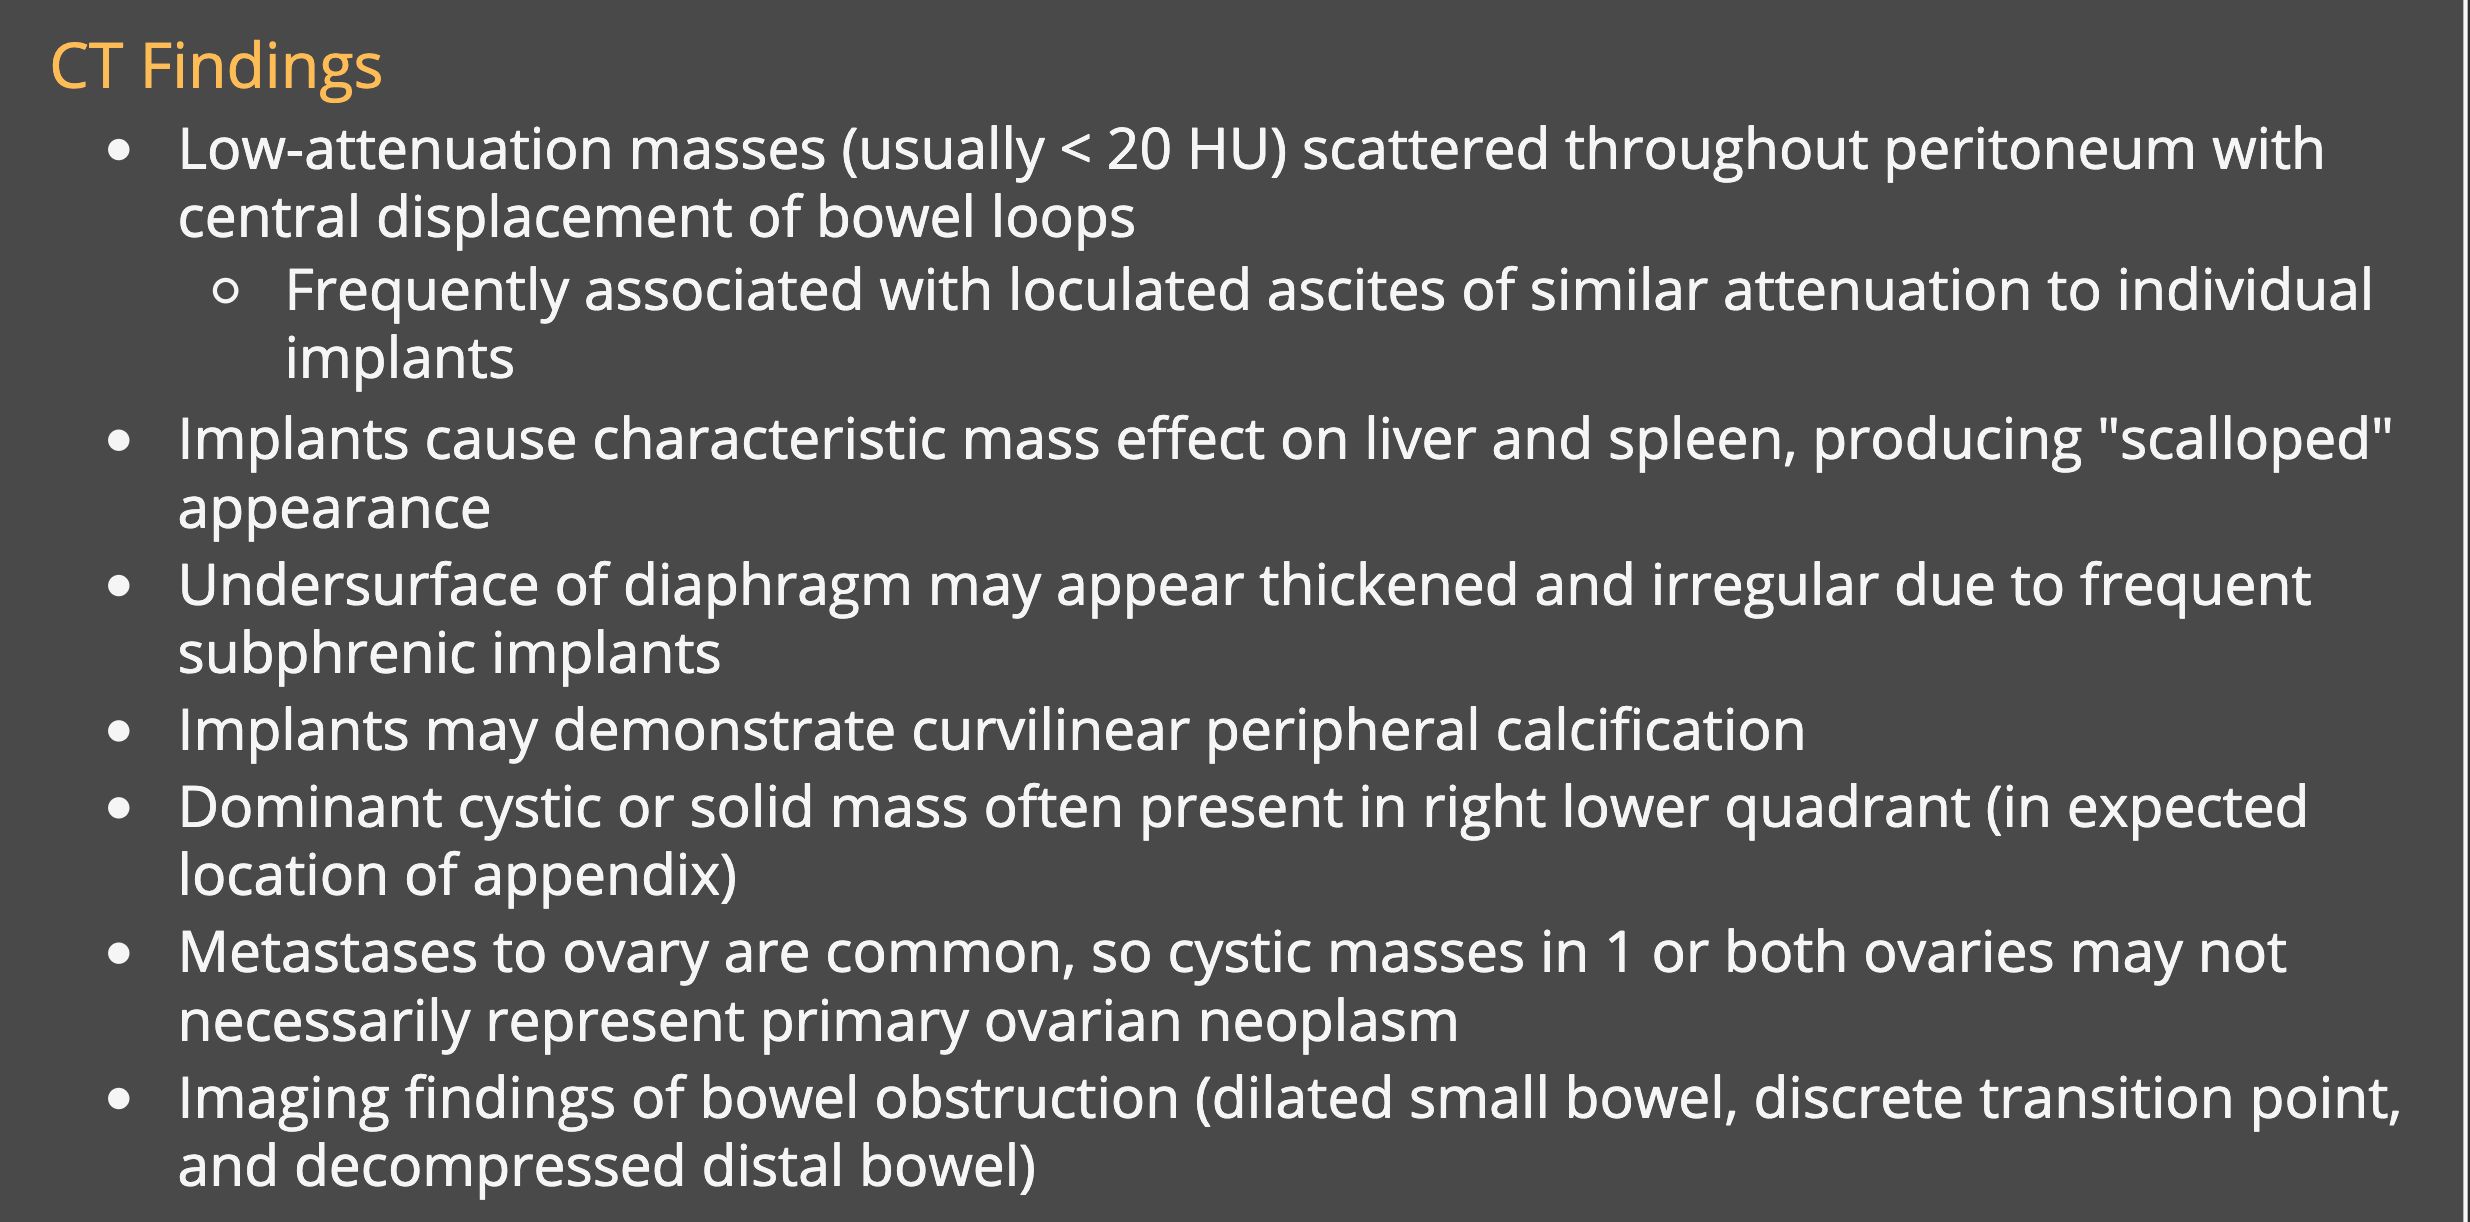 CT Findings
• Low-attenuation masses (usually < 20 HU) scattered throughout peritoneum with
central displacement of bowel loops
○ Frequently associated with loculated ascites of similar attenuation to individual
implants
• Implants cause characteristic mass effect on liver and spleen, producing "scalloped"
appearance
• Undersurface of diaphragm may appear thickened and irregular due to frequent
subphrenic implants
• Implants may demonstrate curvilinear peripheral calcification
• Dominant cystic or solid mass often present in right lower quadrant (in expected
location of appendix)
• Metastases to ovary are common, so cystic masses in 1 or both ovaries may not
necessarily represent primary ovarian neoplasm
• Imaging findings of bowel obstruction (dilated small bowel, discrete transition point,
and decompressed distal bowel)